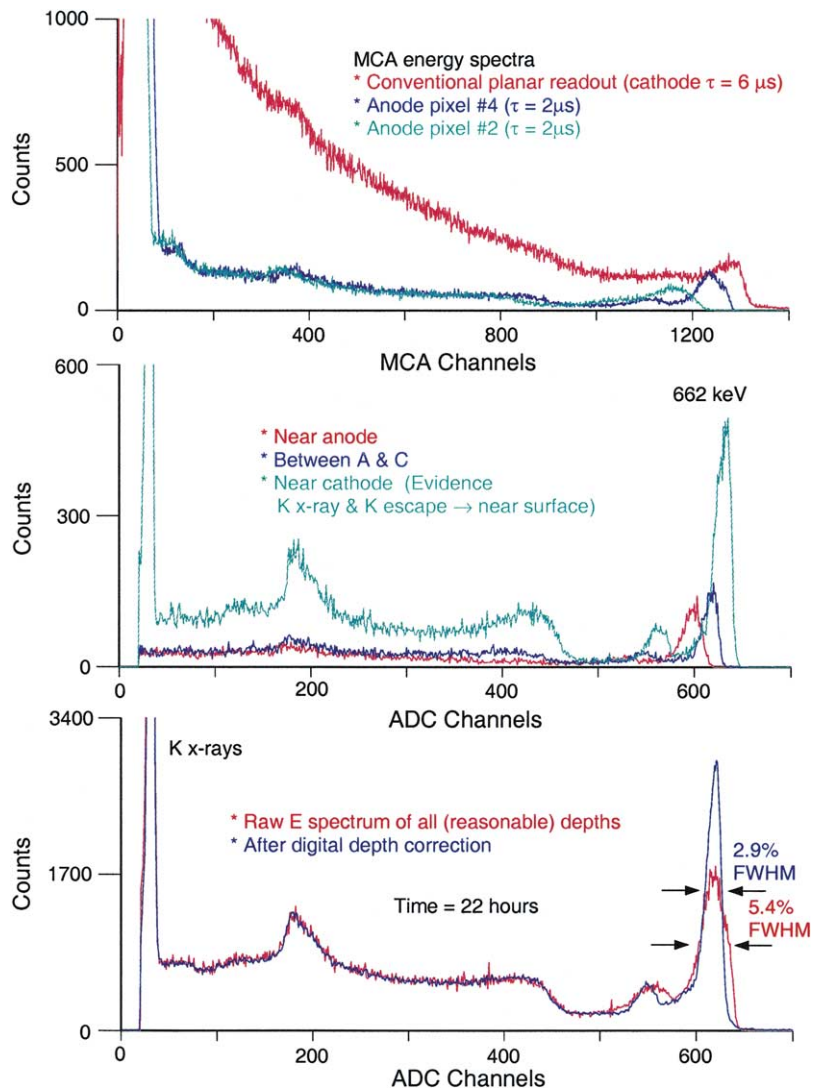 1000
MCA energy spectra
* Conventional planar readout (cathode τ = 6 μs)
* Anode pixel #4 (τ = 2μs)
* Anode pixel #2 (τ = 2μs)
Counts
500
0
0 400 800 1200
MCA Channels
600
662 keV
* Near anode
* Between A & C
* Near cathode (Evidence
K x-ray & K escape → near surface)
Counts
300
0
0 200 400 600
ADC Channels
3400
K x-rays
* Raw E spectrum of all (reasonable) depths
* After digital depth correction
Counts
1700
2.9%
FWHM
Time = 22 hours
5.4%
FWHM
0
0 200 400 600
ADC Channels